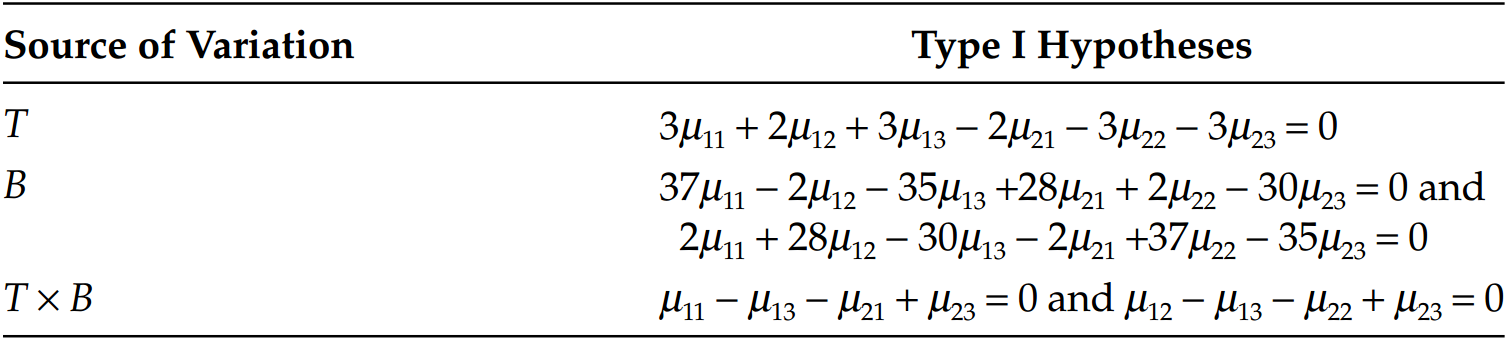 Source of Variation Type I Hypotheses
T 3μ₁₁ + 2μ₁₂ + 3μ₁₃ – 2μ₂₁ – 3μ₂₂ – 3μ₂₃ = 0
B 37μ₁₁ – 2μ₁₂ – 35μ₁₃ +28μ₂₁ + 2μ₂₂ – 30μ₂₃ = 0 and
2μ₁₁ + 28μ₁₂ – 30μ₁₃ – 2μ₂₁ +37μ₂₂ – 35μ₂₃ = 0
T × B μ₁₁ – μ₁₃ – μ₂₁ + μ₂₃ = 0 and μ₁₂ – μ₁₃ – μ₂₂ + μ₂₃ = 0